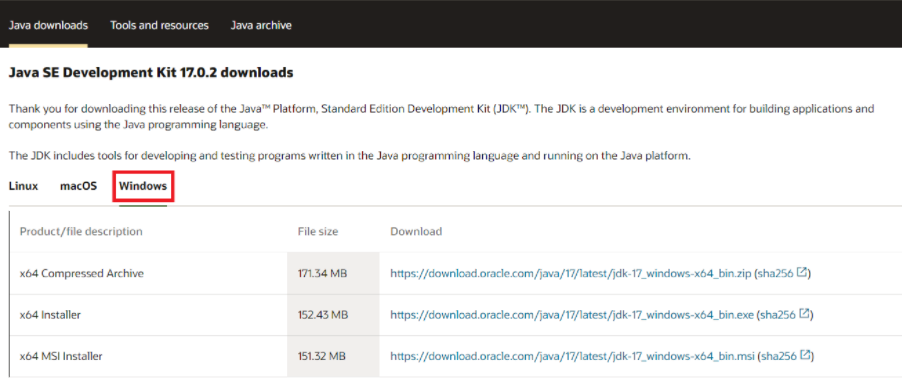 Java downloads Tools and resources Java archive
Java SE Development Kit 17.0.2 downloads
Thank you for downloading this release of the Java™ Platform, Standard Edition Development Kit (JDK™). The JDK is a development environment for building applications and
components using the Java programming language.
The JDK includes tools for developing and testing programs written in the Java programming language and running on the Java platform.
Linux macOS Windows
Product/file description File size Download
x64 Compressed Archive 171.34 MB https://download.oracle.com/java/17/latest/jdk-17_windows-x64_bin.zip (sha256)
x64 Installer 152.43 MB https://download.oracle.com/java/17/latest/jdk-17_windows-x64_bin.exe (sha256)
x64 MSI Installer 151.32 MB https://download.oracle.com/java/17/latest/jdk-17_windows-x64_bin.msi (sha256)